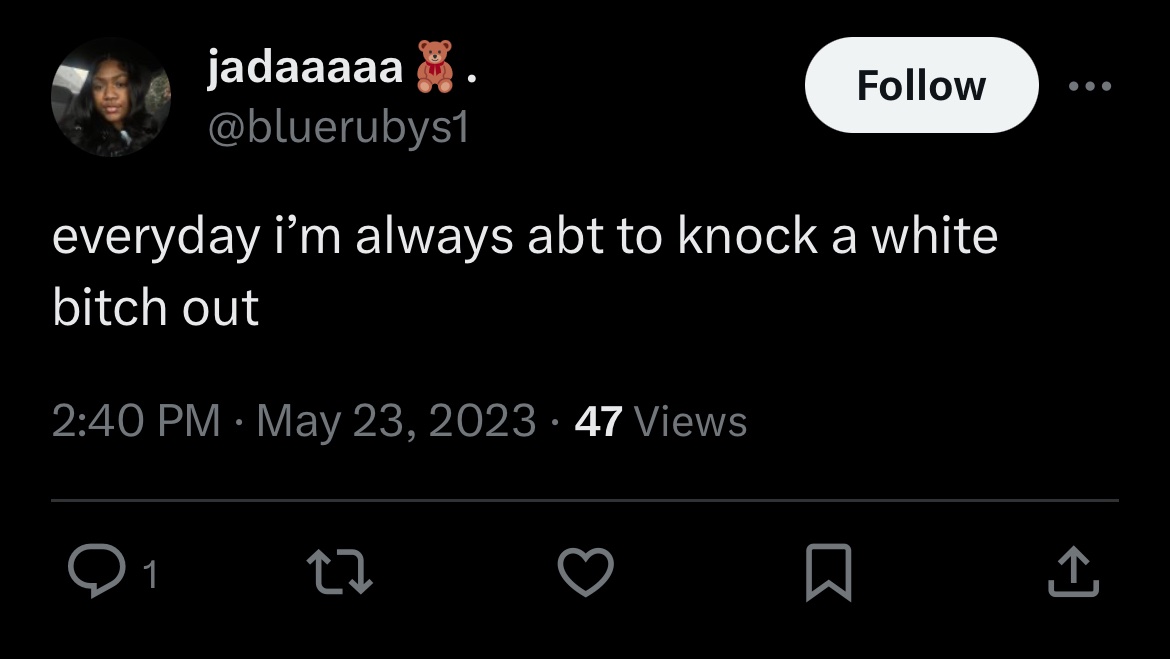 jadaaaaa🧸.
@bluerubys1
Follow
everyday i’m always abt to knock a white
bitch out
2:40 PM · May 23, 2023 · 47 Views
1